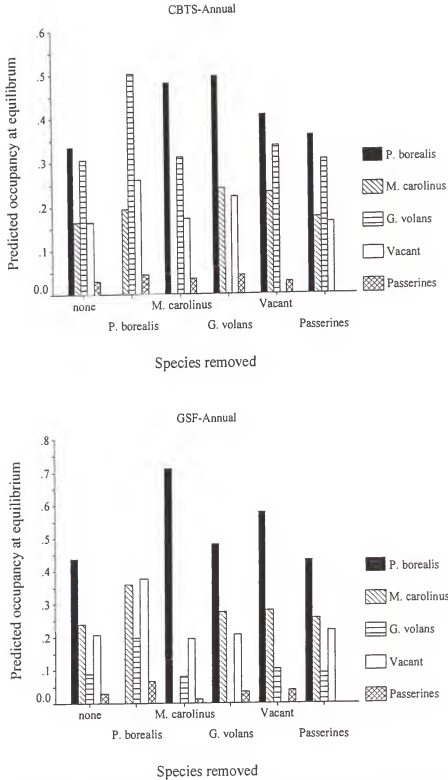 CBTS-Annual
Predicted occupancy at equilibrum
.6
.5
.4
.3
.2
.1
0.0
none
M. carolinus
Vacant
P. borealis
G. volans
Passerines
Species removed
P. borealis
M. carolinus
G. volans
Vacant
Passerines
GSF-Annual
Predicted occupancy at equilibrium
.8
.7
.6
.5
.4
.3
.2
.1
.0
none
M. carolinus
Vacant
P. borealis
G. volans
Passerines
Species removed
P. borealis
M. carolinus
G. volans
Vacant
Passerines